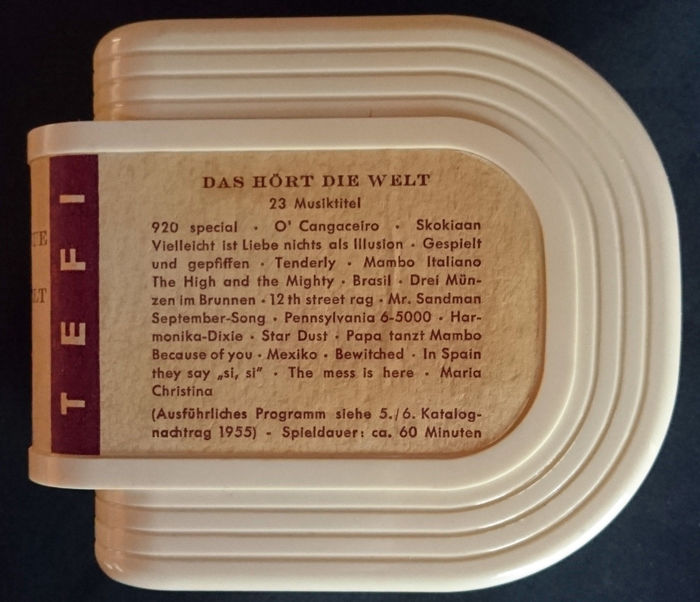 TEFI
DAS HÖRT DIE WELT
23 Musiktitel
920 special · O' Cangaceiro · Skokiaan
Vielleicht ist Liebe nichts als Illusion · Gespielt
und gepfiffen · Tenderly · Mambo Italiano
The High and the Mighty · Brasil · Drei Mün-
zen im Brunnen · 12th street rag · Mr. Sandman
September-Song · Pennsylvania 6-5000 · Har-
monika-Dixie · Star Dust · Papa tanzt Mambo
Because of you · Mexiko · Bewitched · In Spain
they say „si, si" · The mess is here · Maria
Christina
(Ausführliches Programm siehe 5./6. Katalog-
nachtrag 1955) - Spieldauer: ca. 60 Minuten